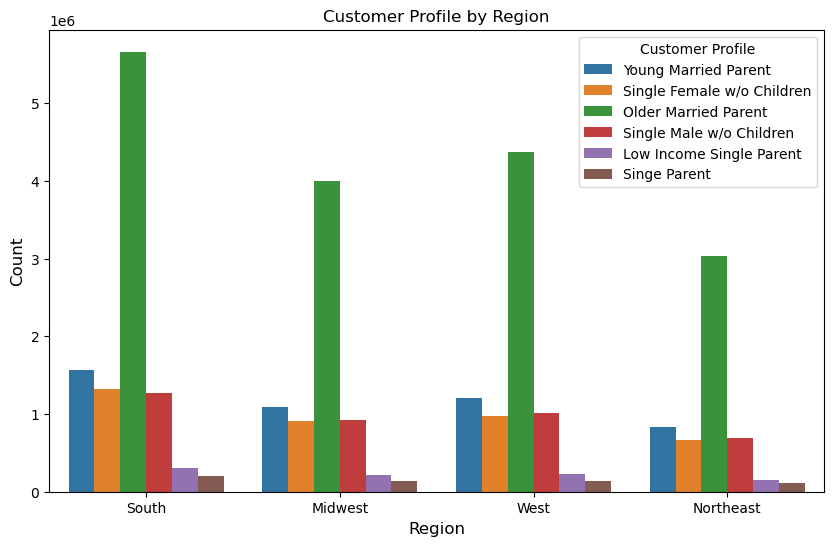 Customer Profile by Region
1e6
Customer Profile
Young Married Parent
Single Female w/o Children
Older Married Parent
Single Male w/o Children
Low Income Single Parent
Singe Parent
5
4
3
2
1
0
Count
South
Midwest
West
Northeast
Region